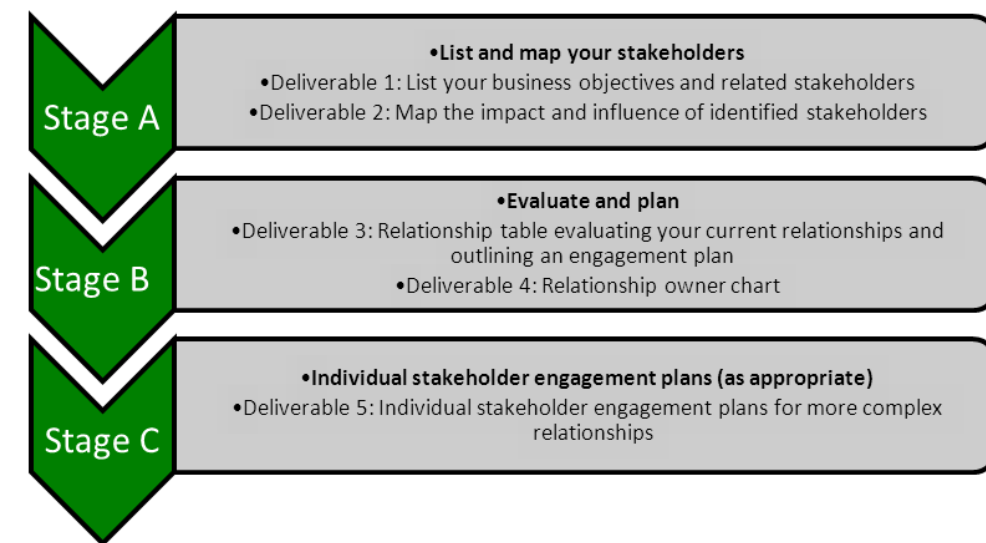 Stage A
•List and map your stakeholders
•Deliverable 1: List your business objectives and related stakeholders
•Deliverable 2: Map the impact and influence of identified stakeholders
Stage B
•Evaluate and plan
•Deliverable 3: Relationship table evaluating your current relationships and
outlining an engagement plan
•Deliverable 4: Relationship owner chart
Stage C
•Individual stakeholder engagement plans (as appropriate)
•Deliverable 5: Individual stakeholder engagement plans for more complex
relationships